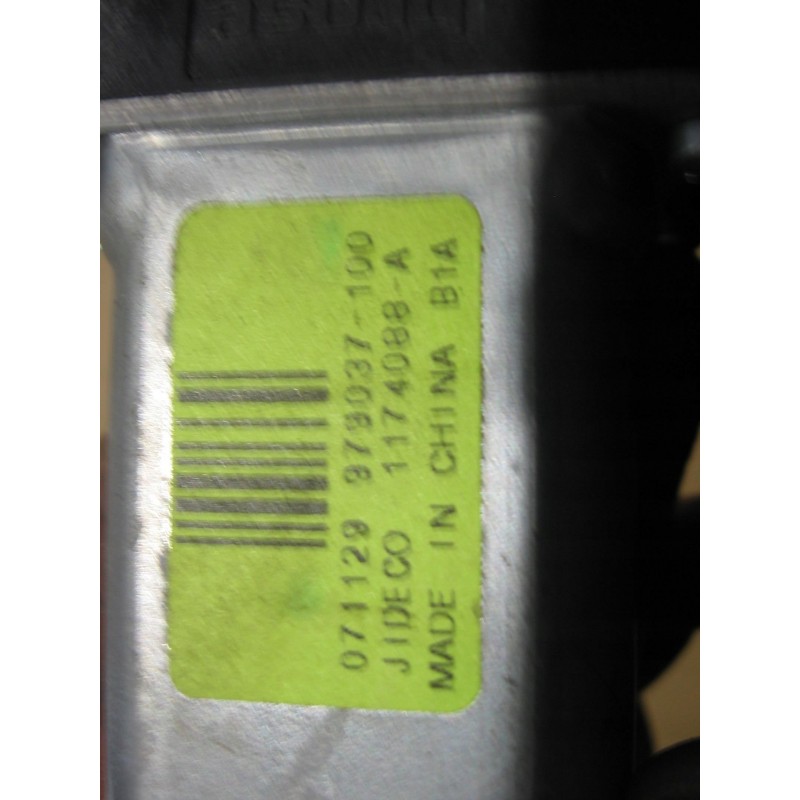 071129 979037-100
JIDECO 1174088-A
MADE IN CHINA B1A